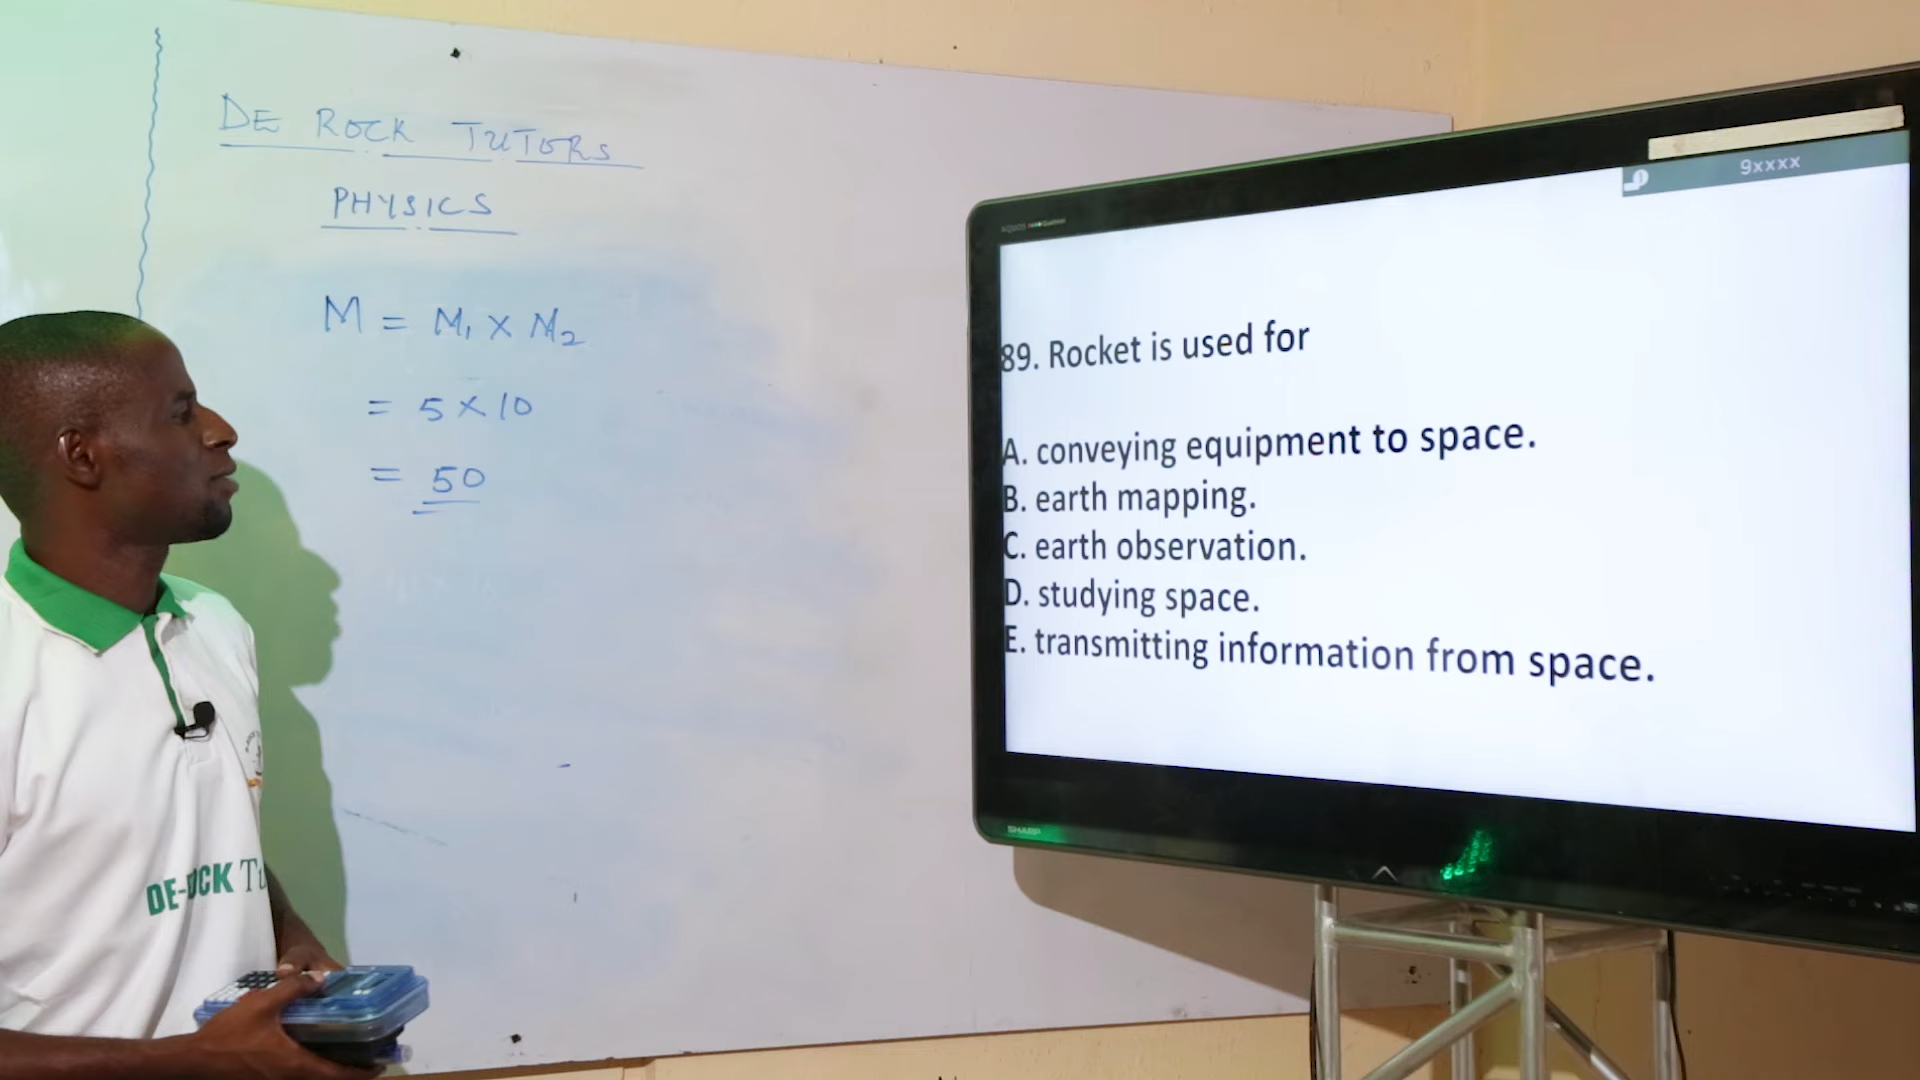 DE ROCK TUTORS
PHYSICS
M = M₁ × M₂
= 5 × 10
= 50
9xxxx
89. Rocket is used for
A. conveying equipment to space.
B. earth mapping.
C. earth observation.
D. studying space.
E. transmitting information from space.
SHARP
AQUOS